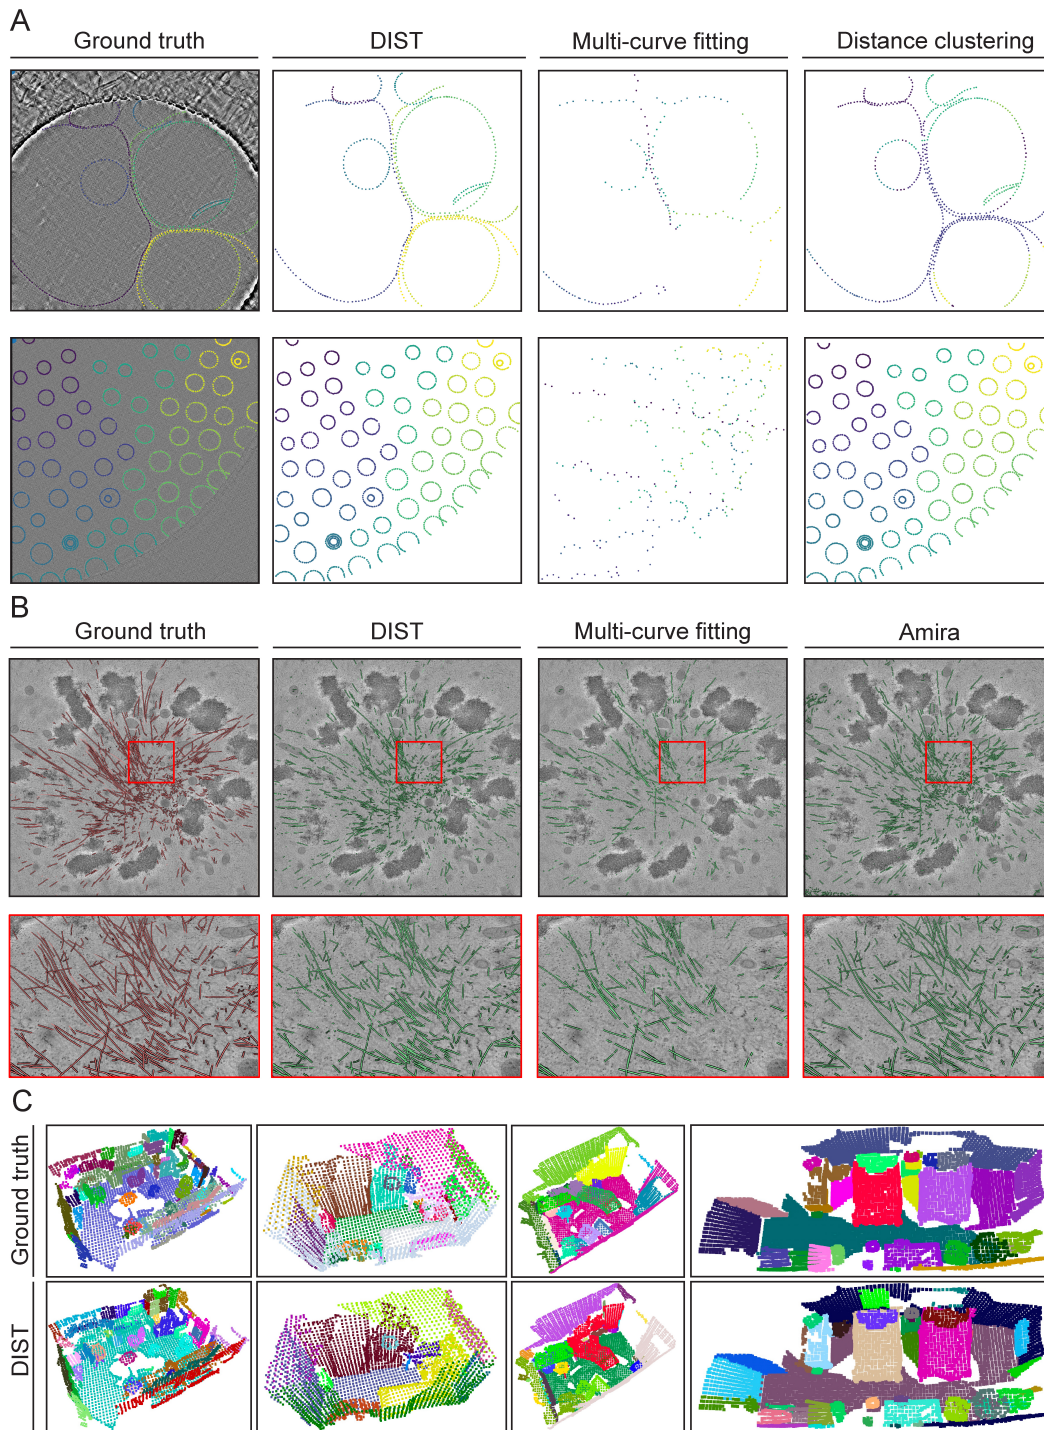 A
Ground truth DIST Multi-curve fitting Distance clustering
B
Ground truth DIST Multi-curve fitting Amira
C
Ground truth
DIST